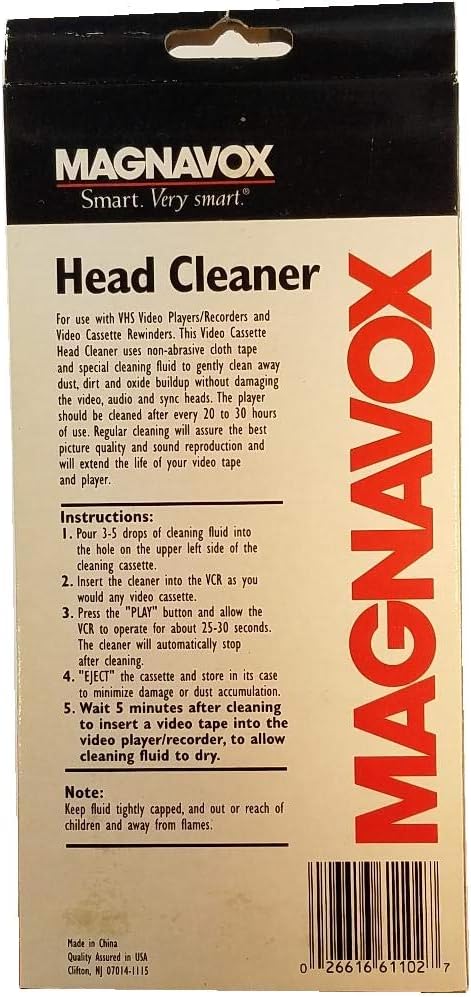 MAGNAVOX
Smart. Very smart.®
Head Cleaner
For use with VHS Video Players/Recorders and
Video Cassette Rewinders. This Video Cassette
Head Cleaner uses non-abrasive cloth tape
and special cleaning fluid to gently clean away
dust, dirt and oxide buildup without damaging
the video, audio and sync heads. The player
should be cleaned after every 20 to 30 hours
of use. Regular cleaning will assure the best
picture quality and sound reproduction and
will extend the life of your video tape
and player.
Instructions:
1. Pour 3-5 drops of cleaning fluid into
the hole on the upper left side of the
cleaning cassette.
2. Insert the cleaner into the VCR as you
would any video cassette.
3. Press the "PLAY" button and allow the
VCR to operate for about 25-30 seconds.
The cleaner will automatically stop
after cleaning.
4. "EJECT" the cassette and store in its case
to minimize damage or dust accumulation.
5. Wait 5 minutes after cleaning
to insert a video tape into the
video player/recorder, to allow
cleaning fluid to dry.
Note:
Keep fluid tightly capped, and out or reach of
children and away from flames.
Made in China
Quality Assured in USA
Clifton, NJ 07014-1115
MAGNAVOX
0 26616 61102 7